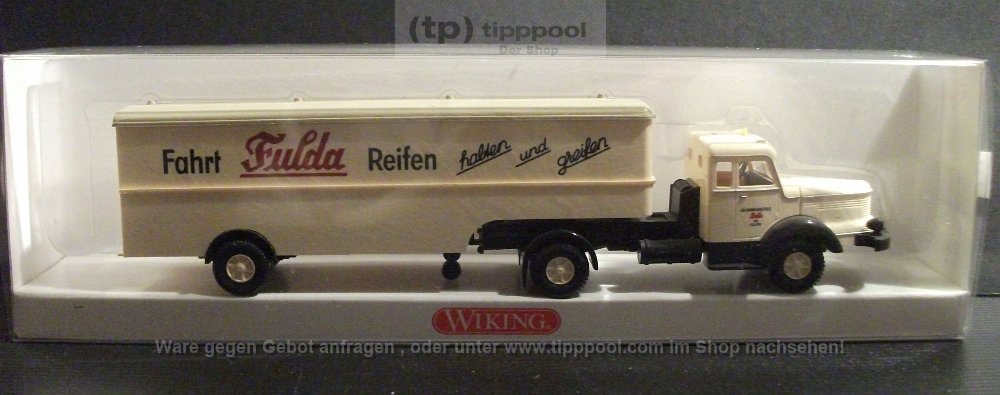 (tp) tipppool
Der Shop
Fahrt Fulda Reifen halten und greifen
WIKING
Ware gegen Gebot anfragen , oder unter www.tipppool.com im Shop nachsehen!